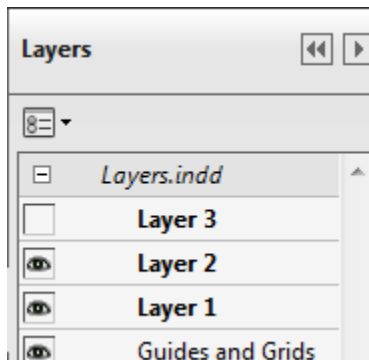 Layers
Layers.indd
Layer 3
Layer 2
Layer 1
Guides and Grids